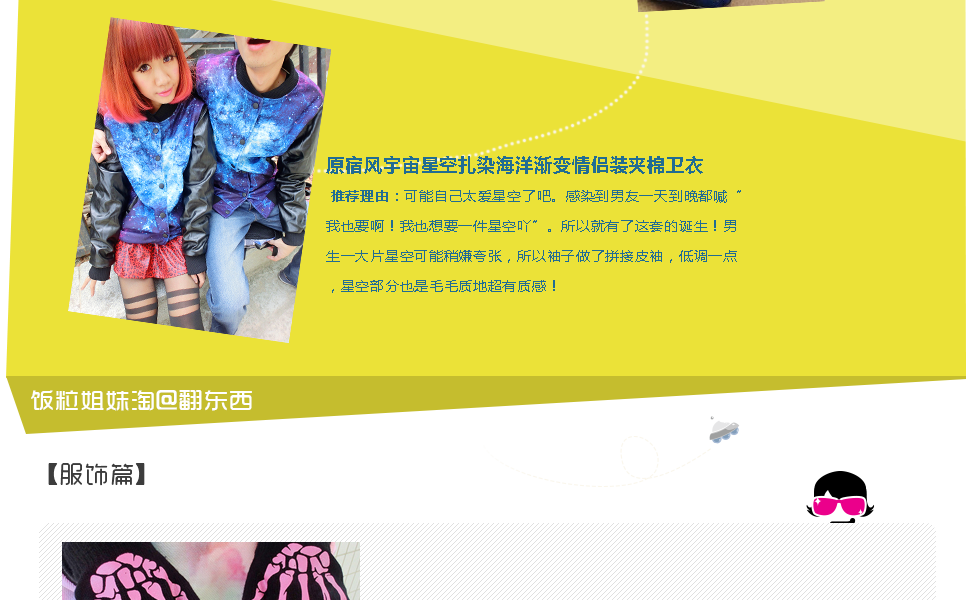 原宿风宇宙星空扎染海洋渐变情侣装夹棉卫衣
推荐理由：可能自己太爱星空了吧。感染到男友一天到晚都喊“
我也要啊！我也想要一件星空吖”。所以就有了这套的诞生！男
生一大片星空可能稍嫌夸张，所以袖子做了拼接皮袖，低调一点
，星空部分也是毛毛质地超有质感！
饭粒姐妹淘@翻东西
【服饰篇】